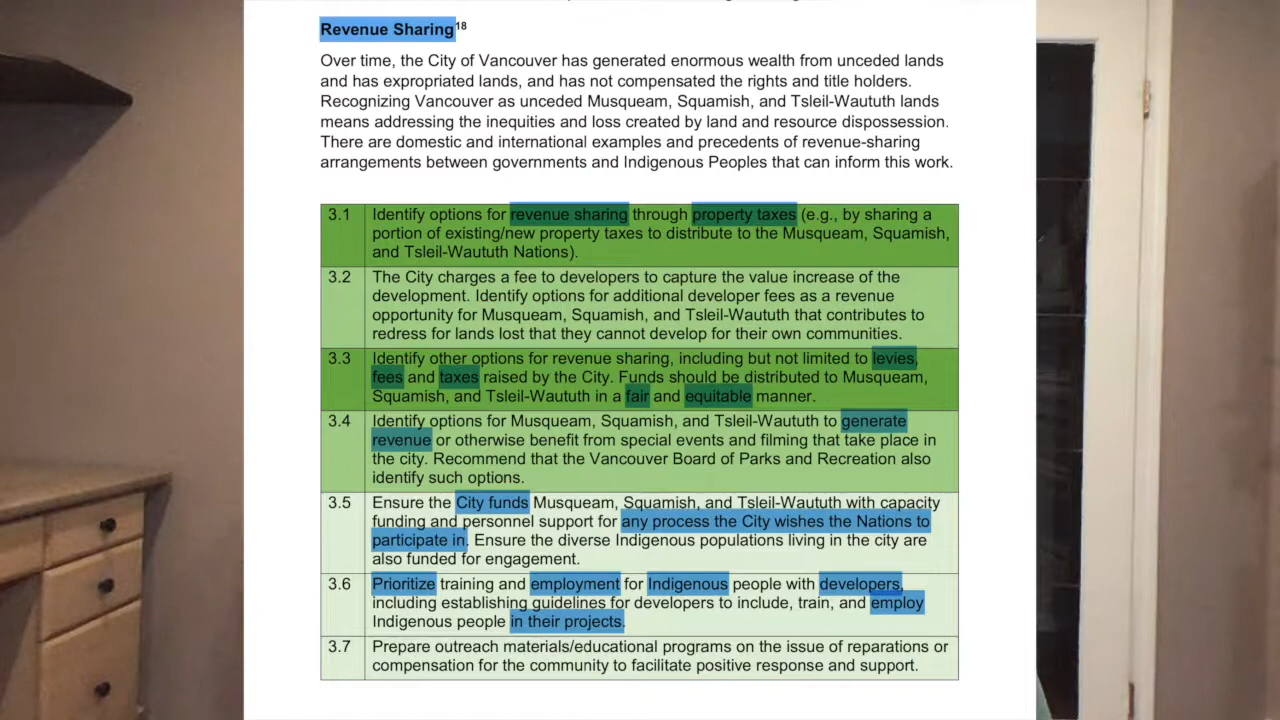 Revenue Sharing18
Over time, the City of Vancouver has generated enormous wealth from unceded lands
and has expropriated lands, and has not compensated the rights and title holders.
Recognizing Vancouver as unceded Musqueam, Squamish, and Tsleil-Waututh lands
means addressing the inequities and loss created by land and resource dispossession.
There are domestic and international examples and precedents of revenue-sharing
arrangements between governments and Indigenous Peoples that can inform this work.
3.1 Identify options for revenue sharing through property taxes (e.g., by sharing a
portion of existing/new property taxes to distribute to the Musqueam, Squamish,
and Tsleil-Waututh Nations).
3.2 The City charges a fee to developers to capture the value increase of the
development. Identify options for additional developer fees as a revenue
opportunity for Musqueam, Squamish, and Tsleil-Waututh that contributes to
redress for lands lost that they cannot develop for their own communities.
3.3 Identify other options for revenue sharing, including but not limited to levies,
fees and taxes raised by the City. Funds should be distributed to Musqueam,
Squamish, and Tsleil-Waututh in a fair and equitable manner.
3.4 Identify options for Musqueam, Squamish, and Tsleil-Waututh to generate
revenue or otherwise benefit from special events and filming that take place in
the city. Recommend that the Vancouver Board of Parks and Recreation also
identify such options.
3.5 Ensure the City funds Musqueam, Squamish, and Tsleil-Waututh with capacity
funding and personnel support for any process the City wishes the Nations to
participate in. Ensure the diverse Indigenous populations living in the city are
also funded for engagement.
3.6 Prioritize training and employment for Indigenous people with developers,
including establishing guidelines for developers to include, train, and employ
Indigenous people in their projects.
3.7 Prepare outreach materials/educational programs on the issue of reparations or
compensation for the community to facilitate positive response and support.